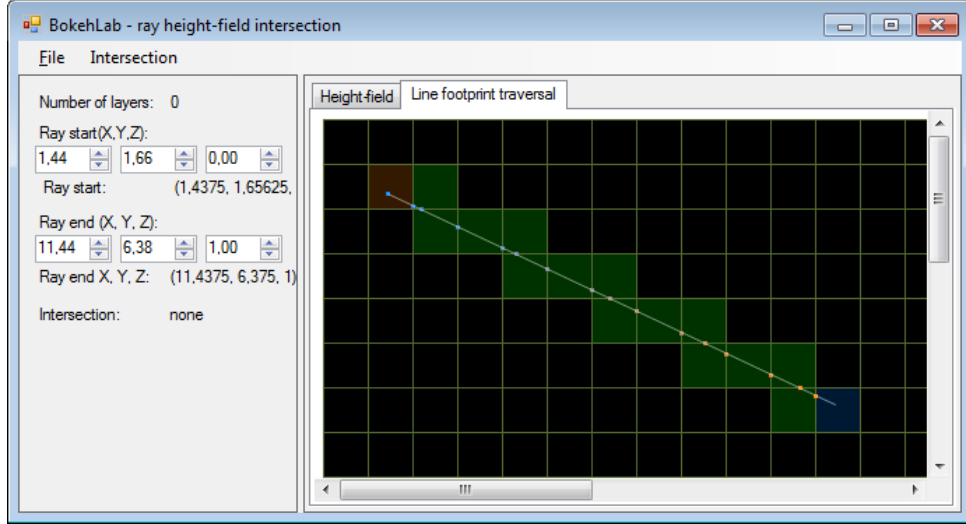 BokehLab - ray height-field intersection
File Intersection
Number of layers: 0
Ray start(X,Y,Z):
1,44 1,66 0,00
Ray start: (1,4375, 1,65625,
Ray end (X, Y, Z):
11,44 6,38 1,00
Ray end X, Y, Z: (11,4375, 6,375, 1)
Intersection: none
Height-field Line footprint traversal